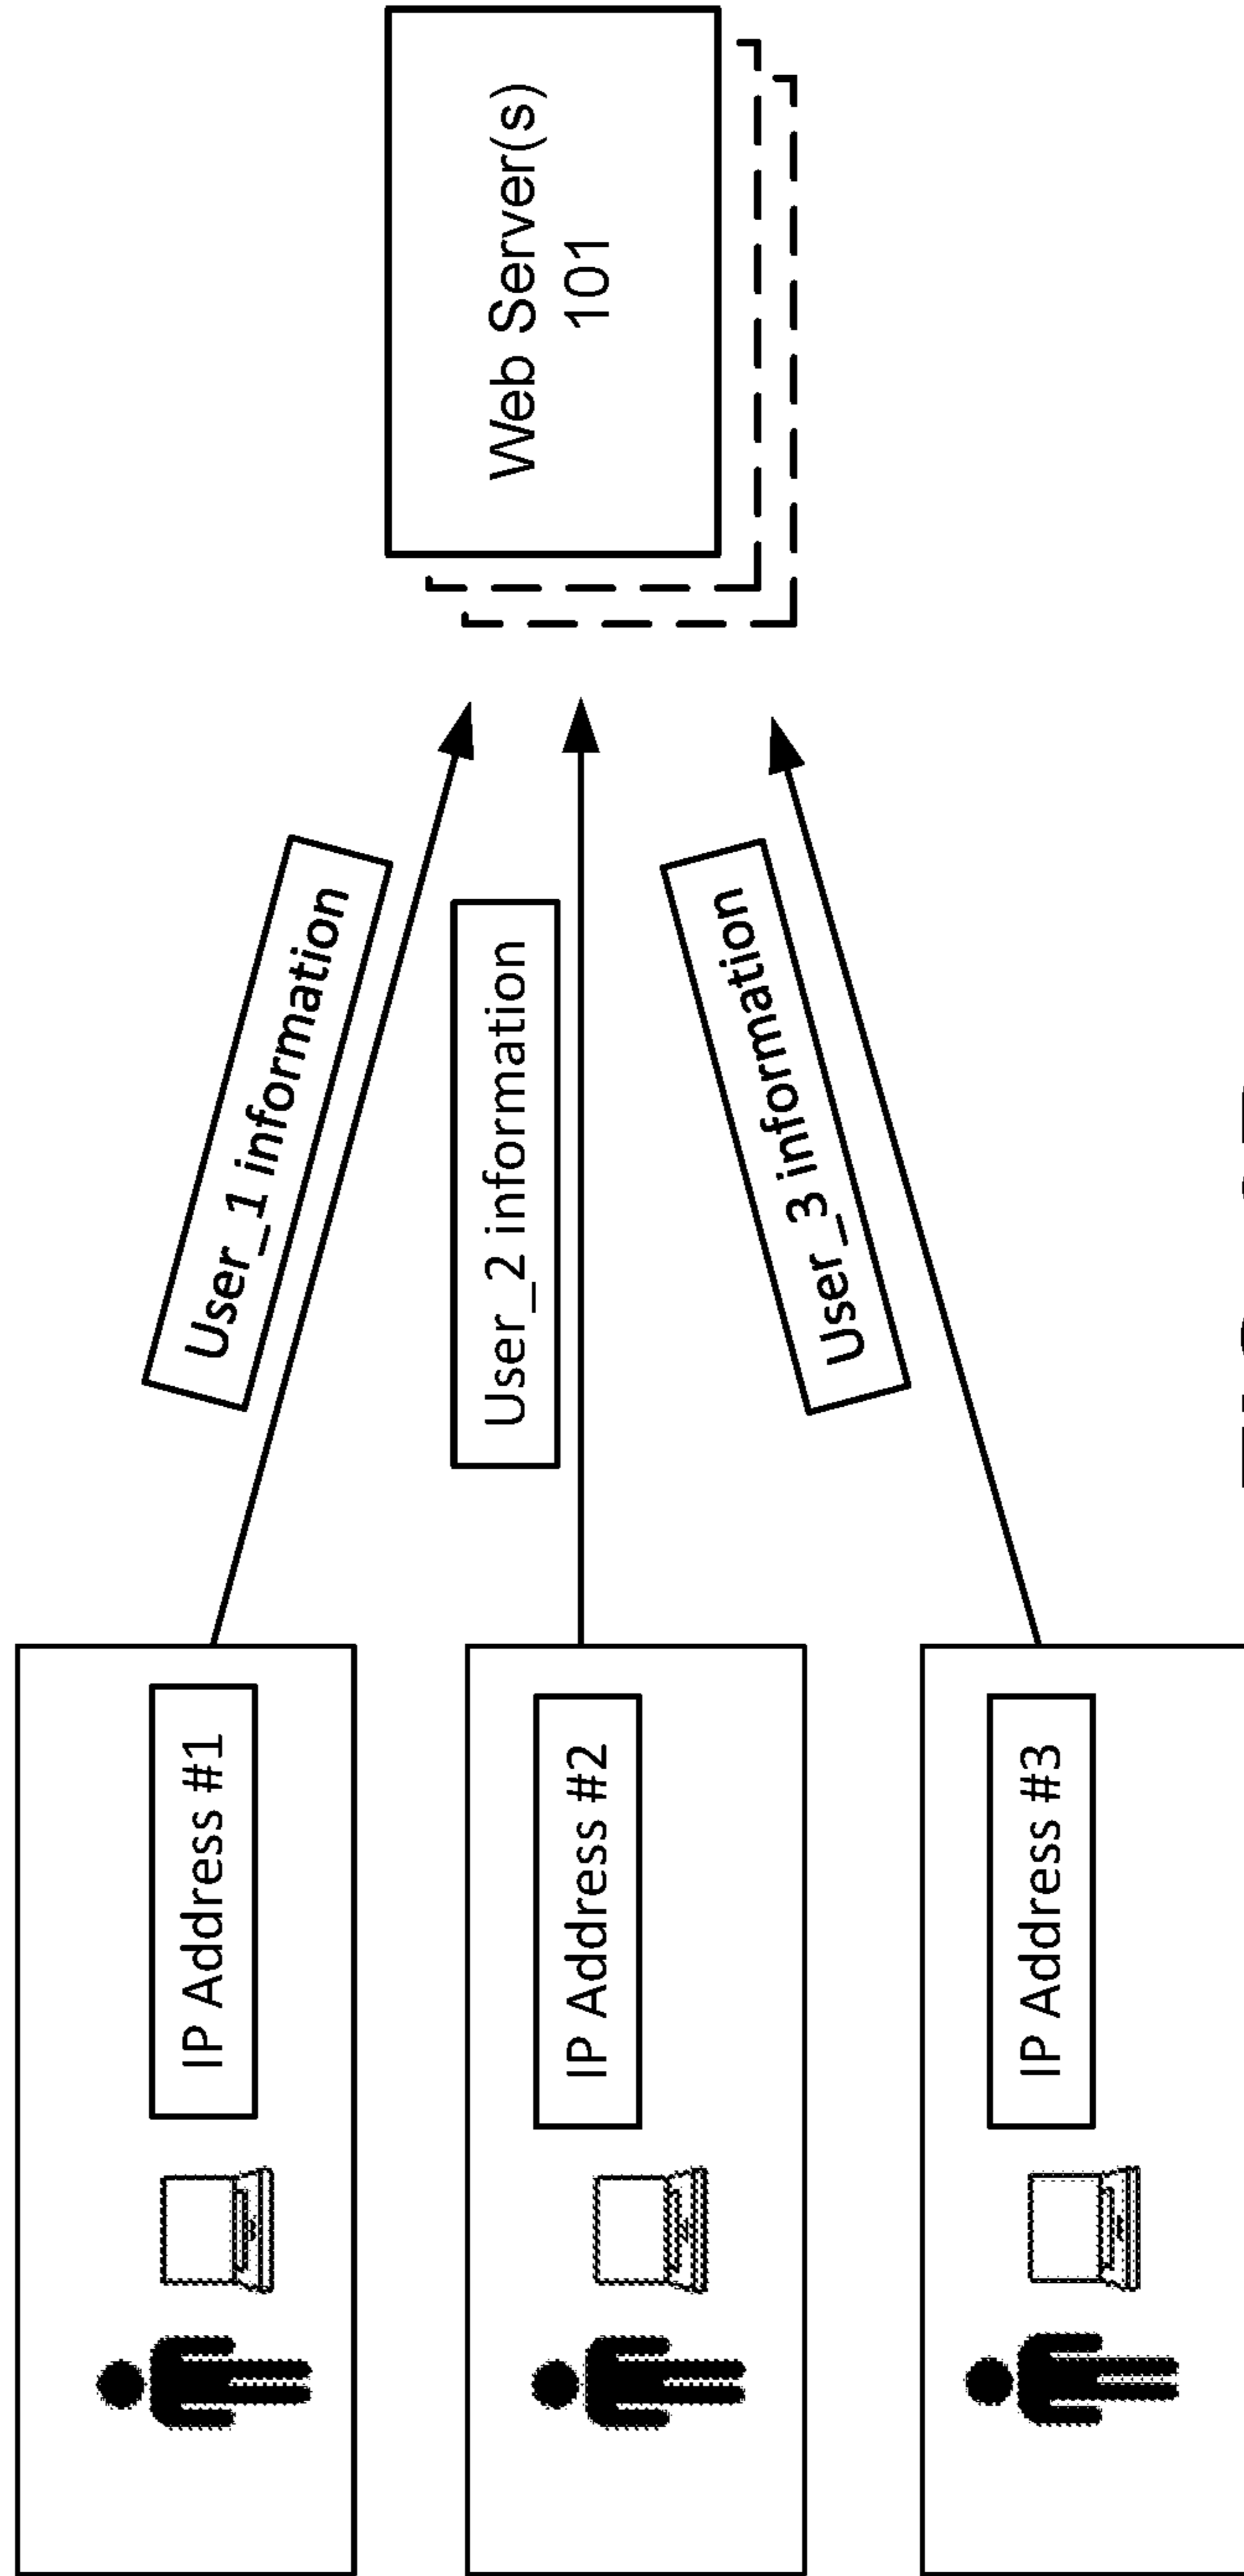 IP Address #1
User_1 information
IP Address #2
User_2 information
IP Address #3
User_3 information
Web Server(s)
101